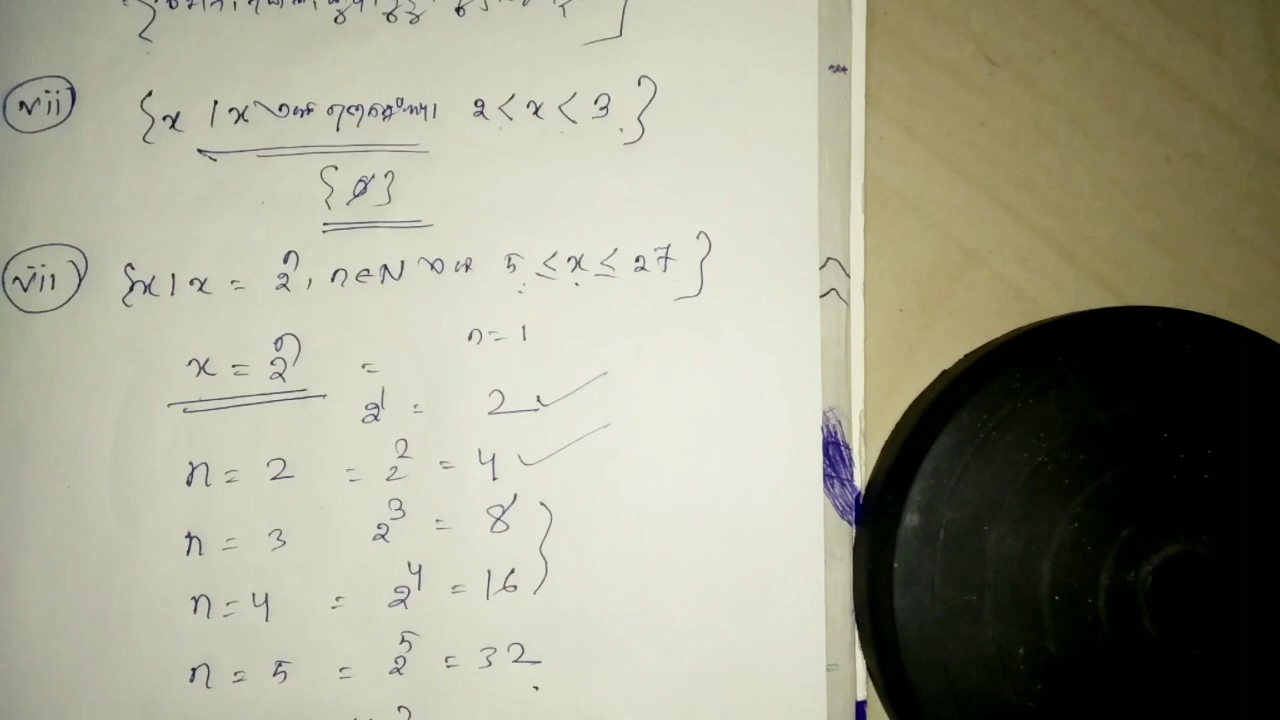 vii
{x | x 2 < x < 3.}
{ø}
vii
{x | x = 2ⁿ, n∈N 5 ≤ x ≤ 27}
n = 1
x = 2ⁿ =
2¹ = 2 ✓
n = 2 = 2² = 4 ✓
n = 3 2³ = 8 }
n = 4 = 2⁴ = 16
n = 5 = 2⁵ = 32